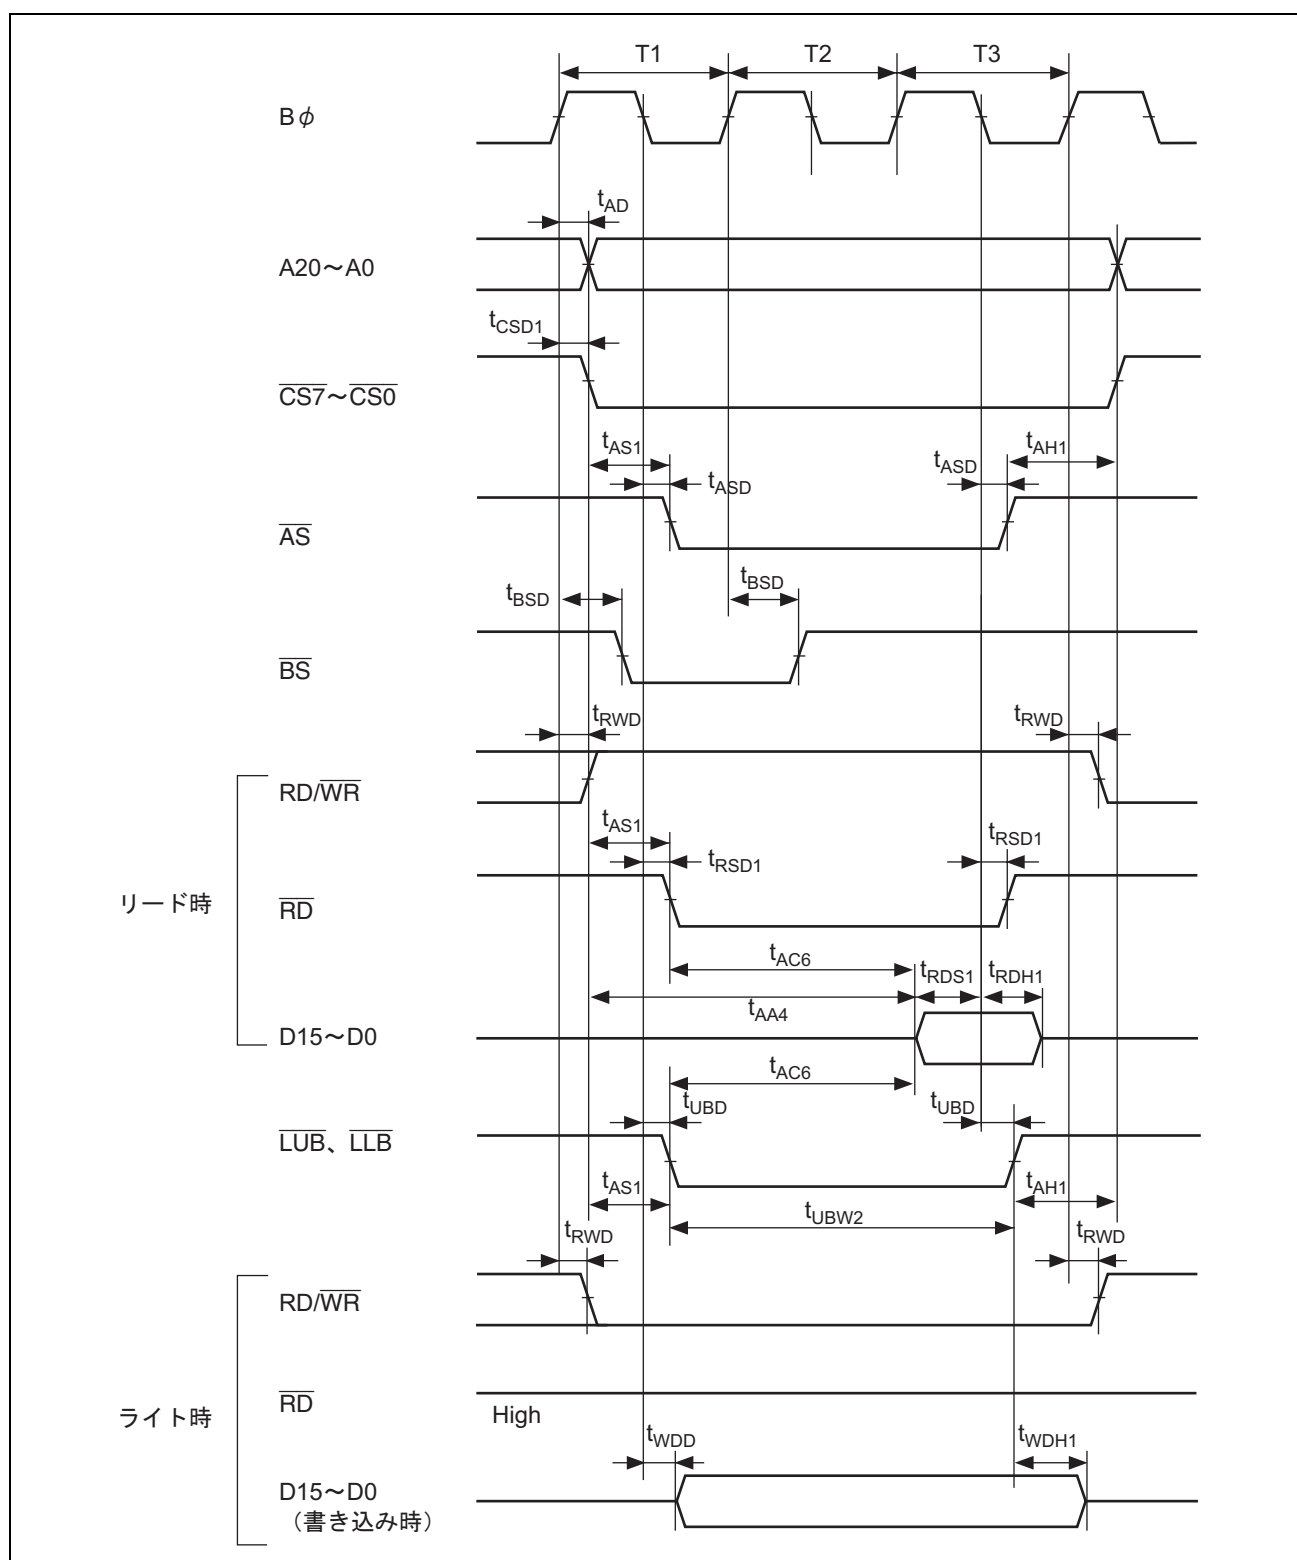 T1 T2 T3
Bφ
tAD
A20～A0
tCSD1
CS7～CS0
tAS1 tASD tASD tAH1
AS
tBSD tBSD
BS
tRWD tRWD
RD/WR
tAS1 tRSD1 tRSD1
リード時
RD
tAC6 tRDS1 tRDH1
tAA4
D15～D0
tAC6
tUBD tUBD
LUB、LLB
tAS1 tUBW2 tAH1
tRWD tRWD
RD/WR
RD
ライト時
High
tWDD tWDH1
D15～D0
（書き込み時）